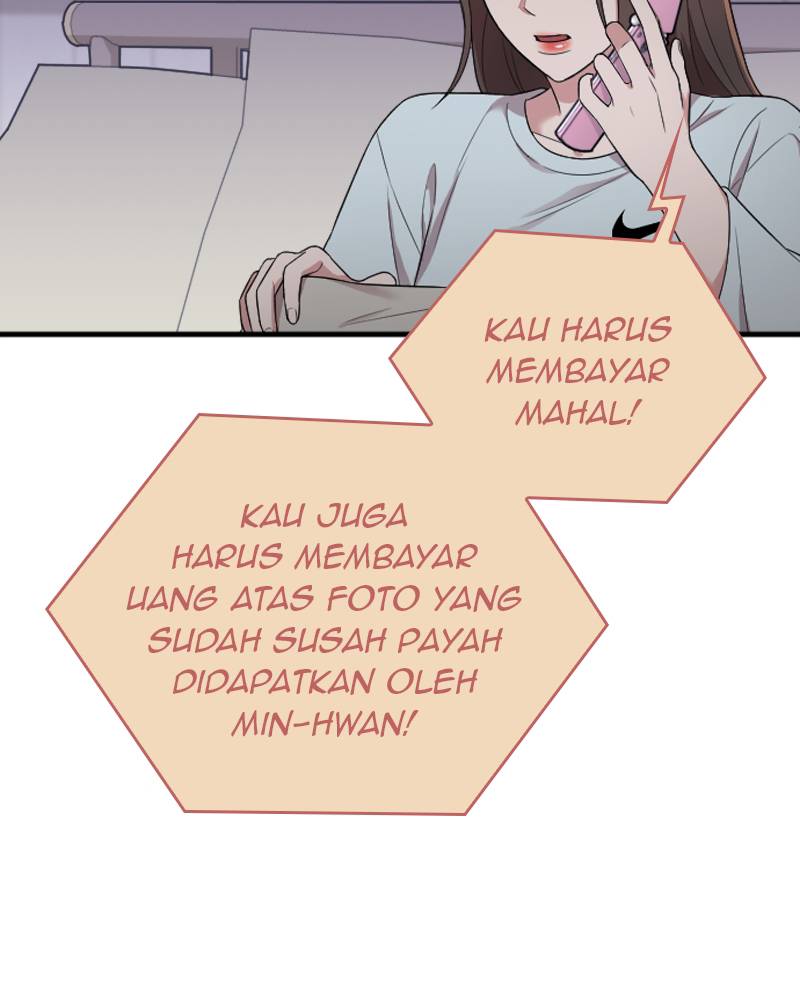 KAU HARUS
MEMBAYAR
MAHAL!
KAU JUGA
HARUS MEMBAYAR
UANG ATAS FOTO YANG
SUDAH SUSAH PAYAH
DIDAPATKAN OLEH
MIN-HWAN!